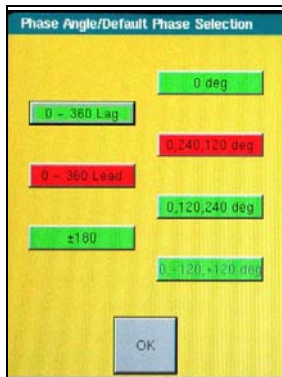 Phase Angle/Default Phase Selection
0 deg
0 - 360 Lag
0,240,120 deg
0 - 360 Lead
0,120,240 deg
±180
0,-120,+120 deg
OK